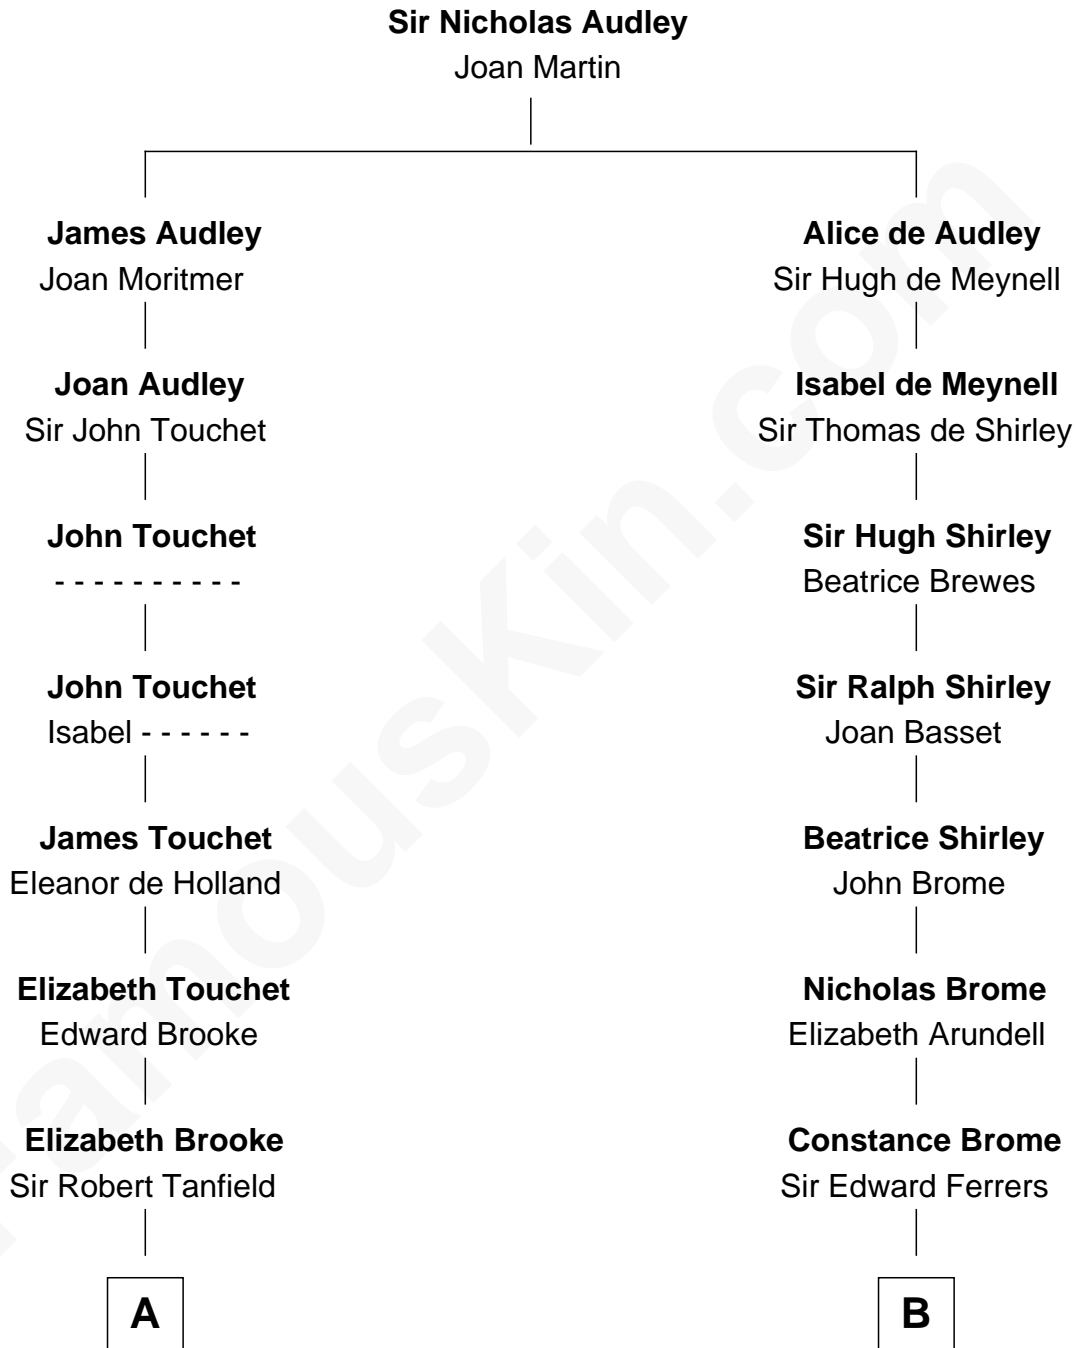 Sir Nicholas Audley
Joan Martin
James Audley
Joan Moritmer
Joan Audley
Sir John Touchet
John Touchet
- - - - - - - - - -
John Touchet
Isabel - - - - - -
James Touchet
Eleanor de Holland
Elizabeth Touchet
Edward Brooke
Elizabeth Brooke
Sir Robert Tanfield
A
Alice de Audley
Sir Hugh de Meynell
Isabel de Meynell
Sir Thomas de Shirley
Sir Hugh Shirley
Beatrice Brewes
Sir Ralph Shirley
Joan Basset
Beatrice Shirley
John Brome
Nicholas Brome
Elizabeth Arundell
Constance Brome
Sir Edward Ferrers
B
FamousKin.com